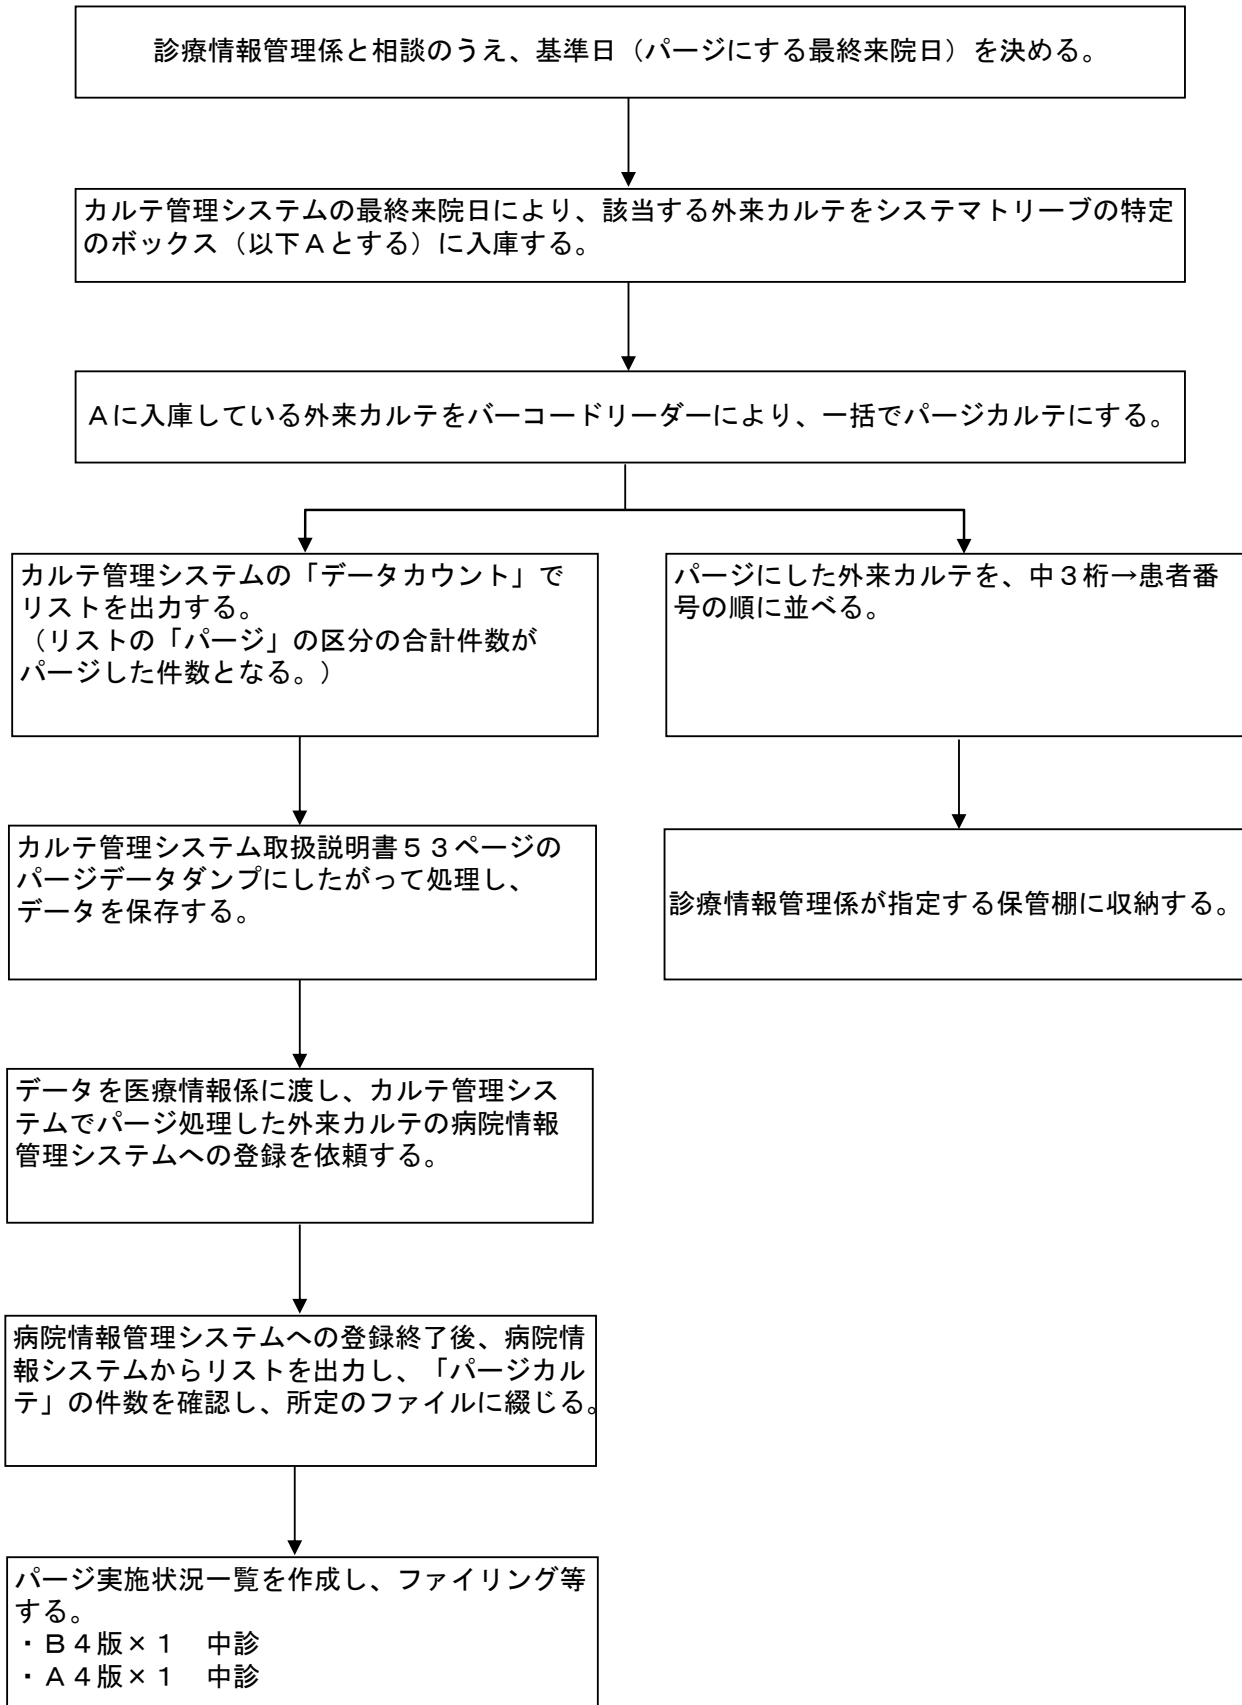 診療情報管理係と相談のうえ、基準日（パージにする最終来院日）を決める。
カルテ管理システムの最終来院日により、該当する外来カルテをシステマトリーブの特定
のボックス（以下Ａとする）に入庫する。
Ａに入庫している外来カルテをバーコードリーダーにより、一括でパージカルテにする。
カルテ管理システムの「データカウント」で
リストを出力する。
（リストの「パージ」の区分の合計件数が
パージした件数となる。）
パージにした外来カルテを、中３桁→患者番
号の順に並べる。
カルテ管理システム取扱説明書５３ページの
パージデータダンプにしたがって処理し、
データを保存する。
診療情報管理係が指定する保管棚に収納する。
データを医療情報係に渡し、カルテ管理シス
テムでパージ処理した外来カルテの病院情報
管理システムへの登録を依頼する。
病院情報管理システムへの登録終了後、病院情
報システムからリストを出力し、「パージカル
テ」の件数を確認し、所定のファイルに綴じる。
パージ実施状況一覧を作成し、ファイリング等
する。
・Ｂ４版×１　中診
・Ａ４版×１　中診